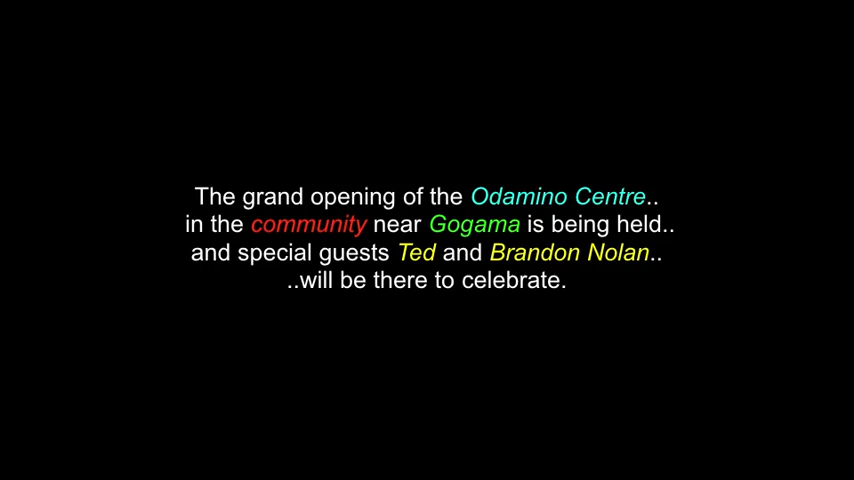 The grand opening of the Odamino Centre..
in the community near Gogama is being held..
and special guests Ted and Brandon Nolan..
..will be there to celebrate.